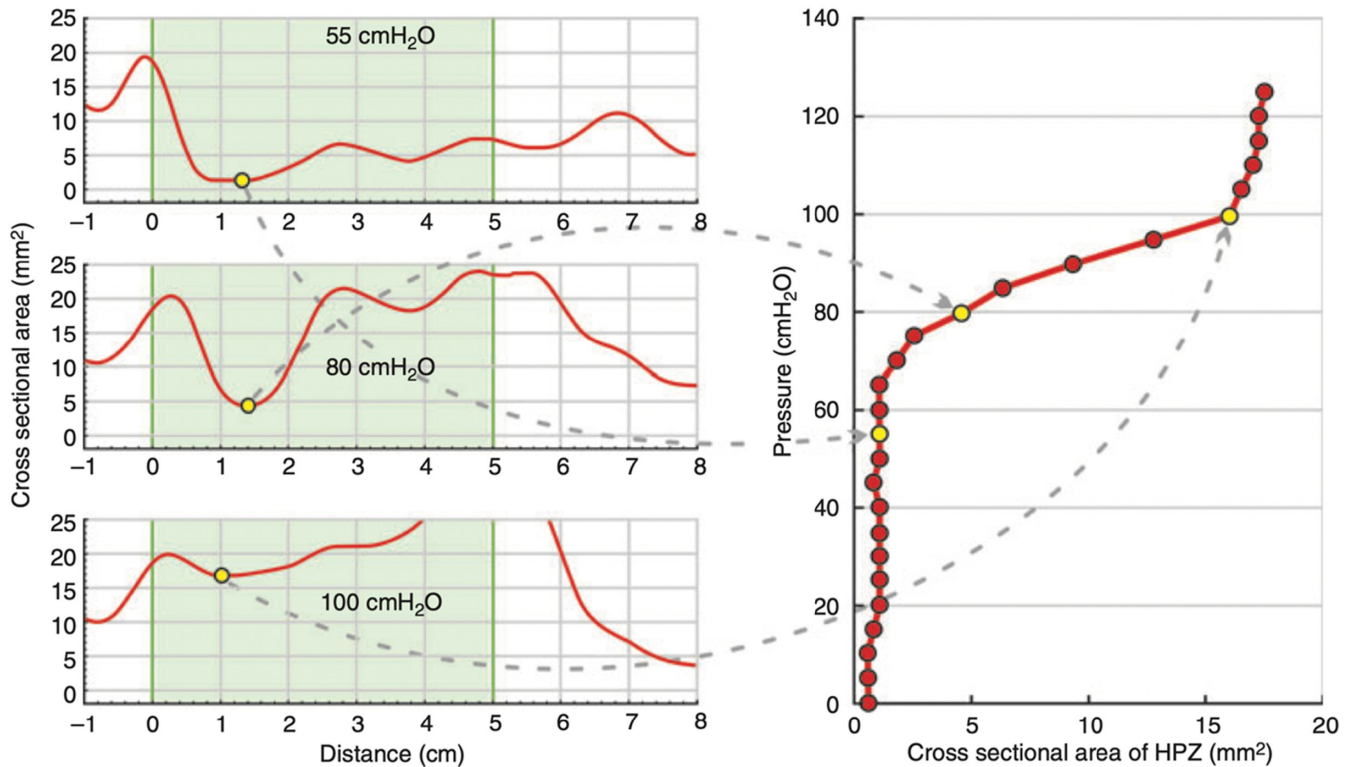 25
20
15
10
5
0
55 cmH₂O
−1 0 1 2 3 4 5 6 7 8
25
20
15
10
5
0
80 cmH₂O
−1 0 1 2 3 4 5 6 7 8
25
20
15
10
5
0
100 cmH₂O
−1 0 1 2 3 4 5 6 7 8
Cross sectional area (mm²)
Distance (cm)
140
120
100
80
60
40
20
0
Pressure (cmH₂O)
0 5 10 15 20
Cross sectional area of HPZ (mm²)